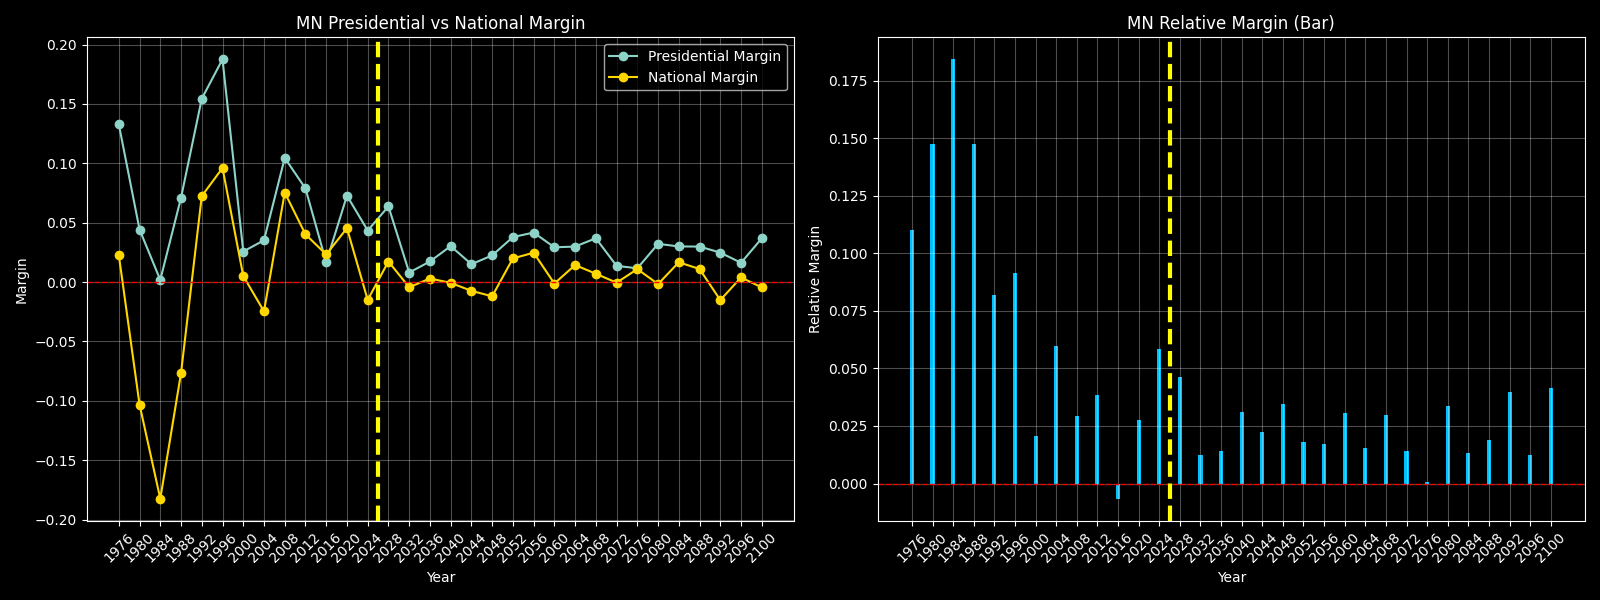 MN Presidential vs National Margin
Presidential Margin
National Margin
0.20
0.15
0.10
0.05
0.00
−0.05
−0.10
−0.15
−0.20
Margin
1976 1980 1984 1988 1992 1996 2000 2004 2008 2012 2016 2020 2024 2028 2032 2036 2040 2044 2048 2052 2056 2060 2064 2068 2072 2076 2080 2084 2088 2092 2096 2100
Year
MN Relative Margin (Bar)
0.175
0.150
0.125
0.100
0.075
0.050
0.025
0.000
Relative Margin
1976 1980 1984 1988 1992 1996 2000 2004 2008 2012 2016 2020 2024 2028 2032 2036 2040 2044 2048 2052 2056 2060 2064 2068 2072 2076 2080 2084 2088 2092 2096 2100
Year